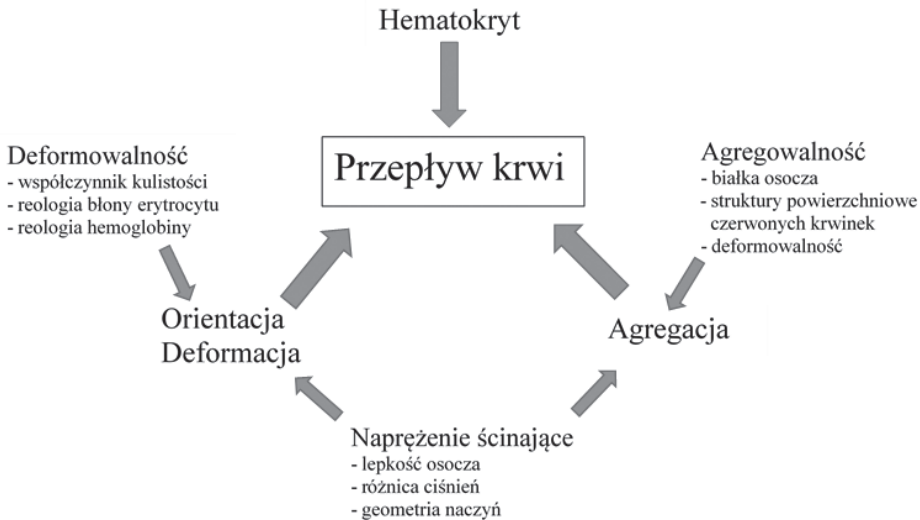 Hematokryt
Przepływ krwi
Deformowalność
- współczynnik kulistości
- reologia błony erytrocytu
- reologia hemoglobiny
Agregowalność
- białka osocza
- struktury powierzchniowe
czerwonych krwinek
- deformowalność
Orientacja
Deformacja
Agregacja
Naprężenie ścinające
- lepkość osocza
- różnica ciśnień
- geometria naczyń